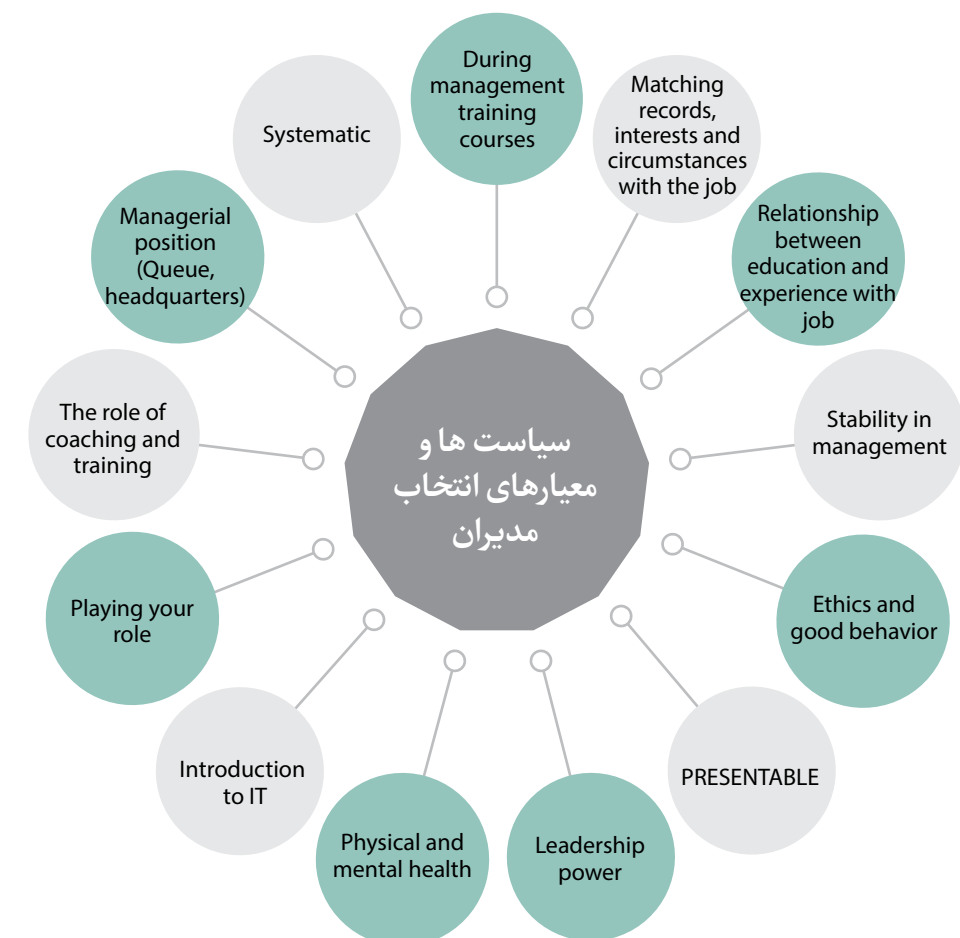 During
management
training
courses
Matching
records,
interests and
circumstances
with the job
Relationship
between
education and
experience with
job
Stability in
management
Ethics and
good behavior
PRESENTABLE
Leadership
power
Physical and
mental health
Introduction
to IT
Playing your
role
The role of
coaching and
training
Managerial
position
(Queue,
headquarters)
Systematic
سیاست ها و
معیارهای انتخاب
مدیران